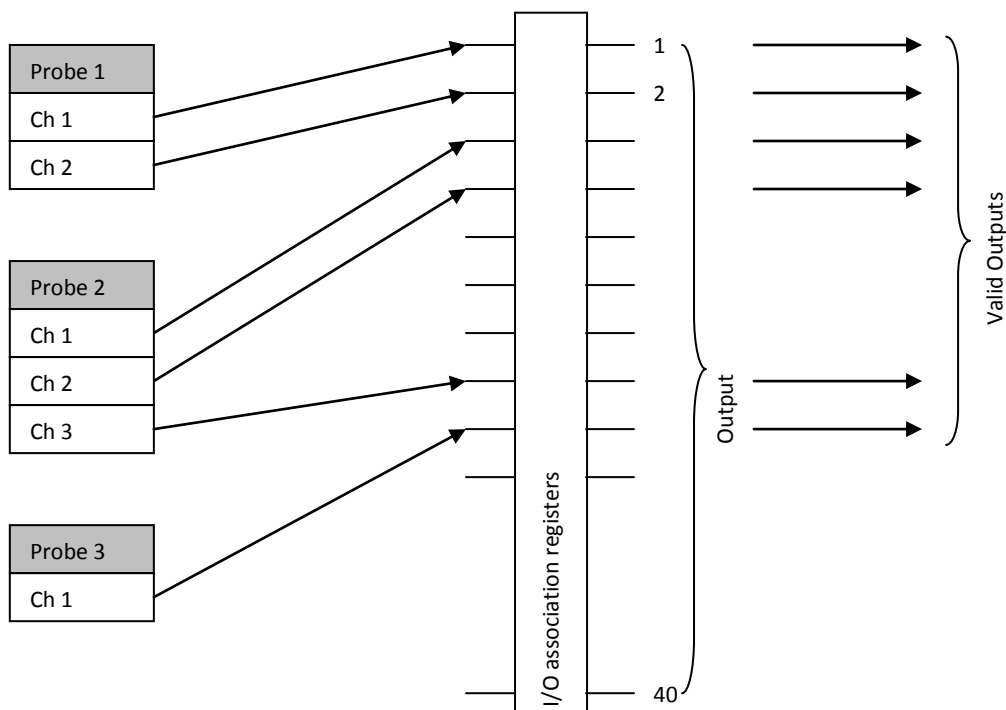 Probe 1
Ch 1
Ch 2
Probe 2
Ch 1
Ch 2
Ch 3
Probe 3
Ch 1
I/O association registers
1
2
40
Output
Valid Outputs